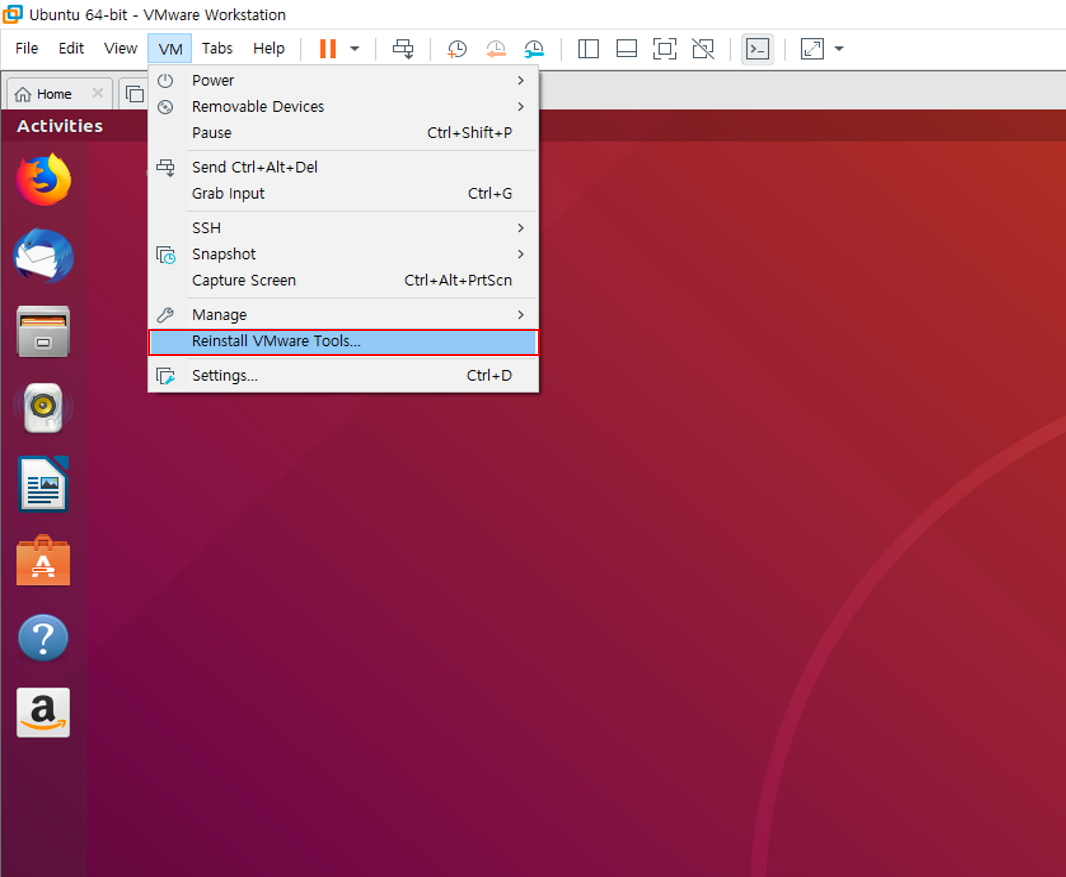 Ubuntu 64-bit - VMware Workstation
File Edit View VM Tabs Help
Home
Activities
Power
Removable Devices
Pause Ctrl+Shift+P
Send Ctrl+Alt+Del
Grab Input Ctrl+G
SSH
Snapshot
Capture Screen Ctrl+Alt+PrtScn
Manage
Reinstall VMware Tools...
Settings... Ctrl+D